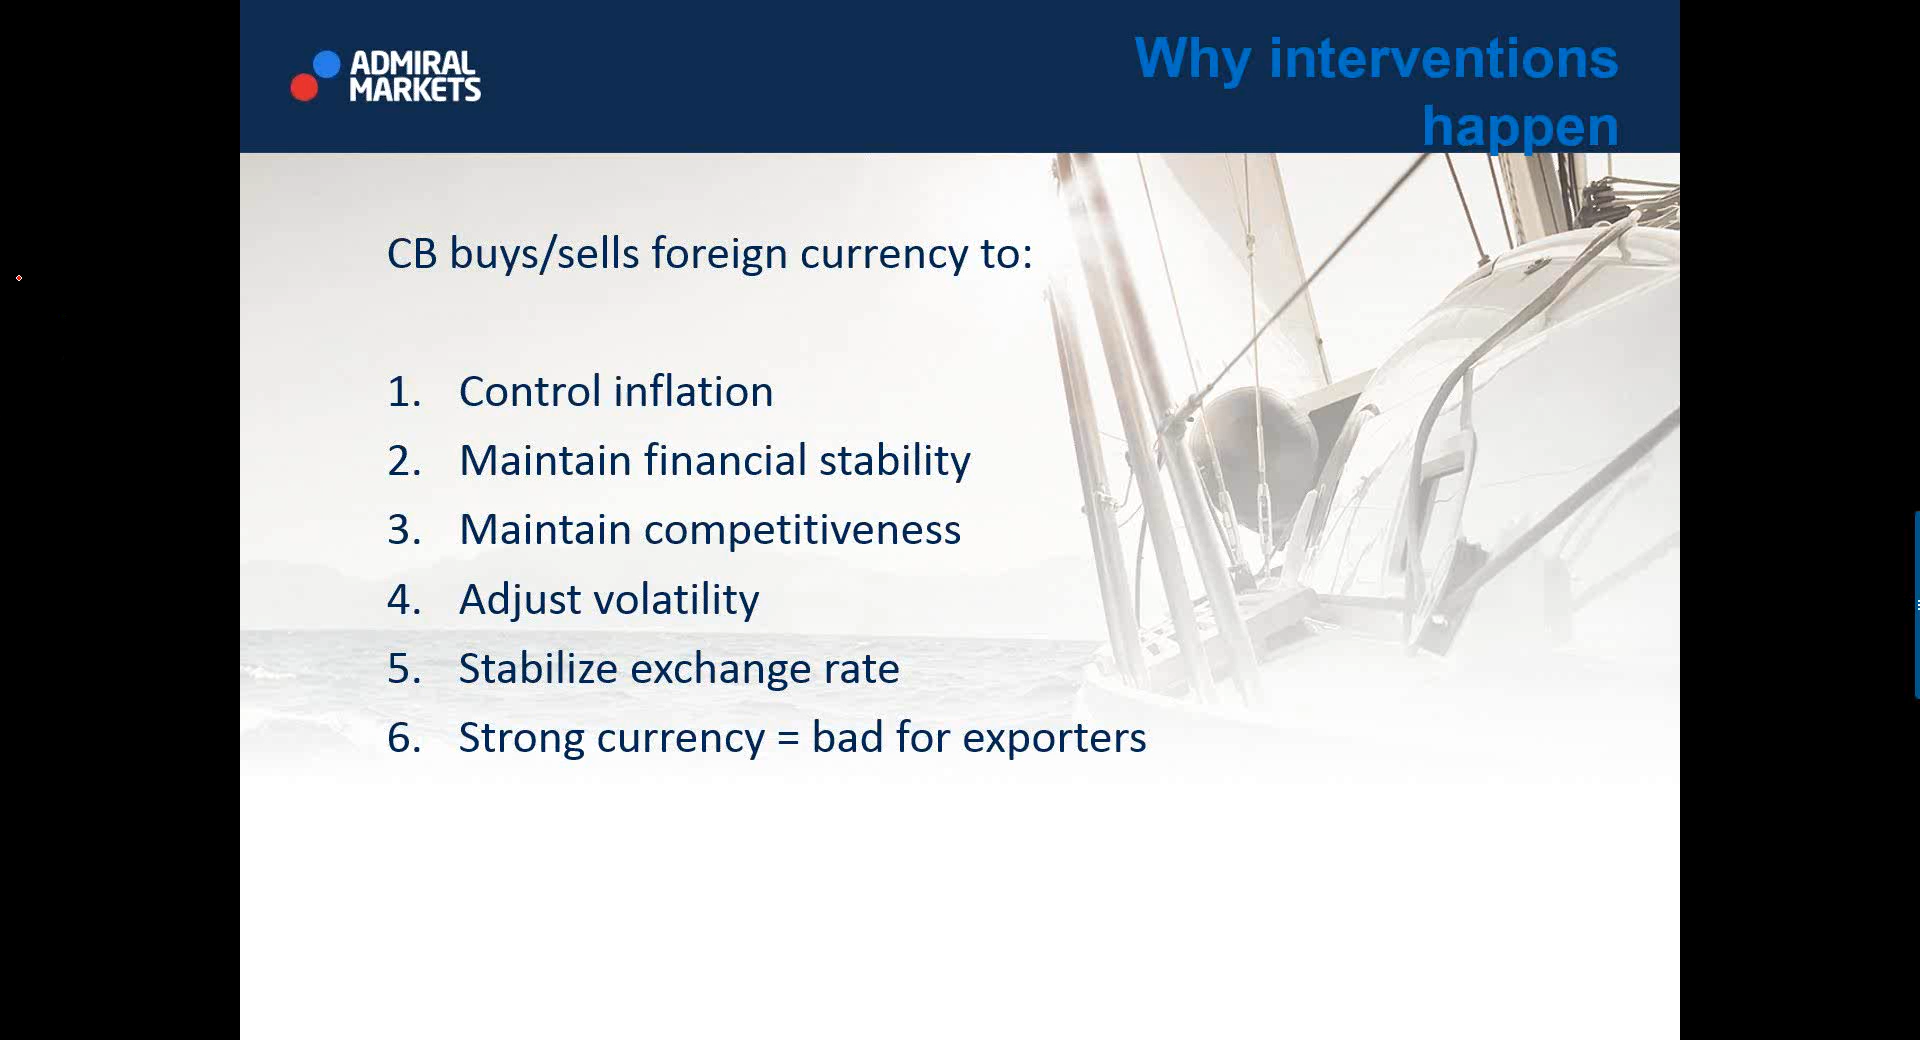 ADMIRAL
MARKETS
Why interventions
happen
CB buys/sells foreign currency to:
1. Control inflation
2. Maintain financial stability
3. Maintain competitiveness
4. Adjust volatility
5. Stabilize exchange rate
6. Strong currency = bad for exporters